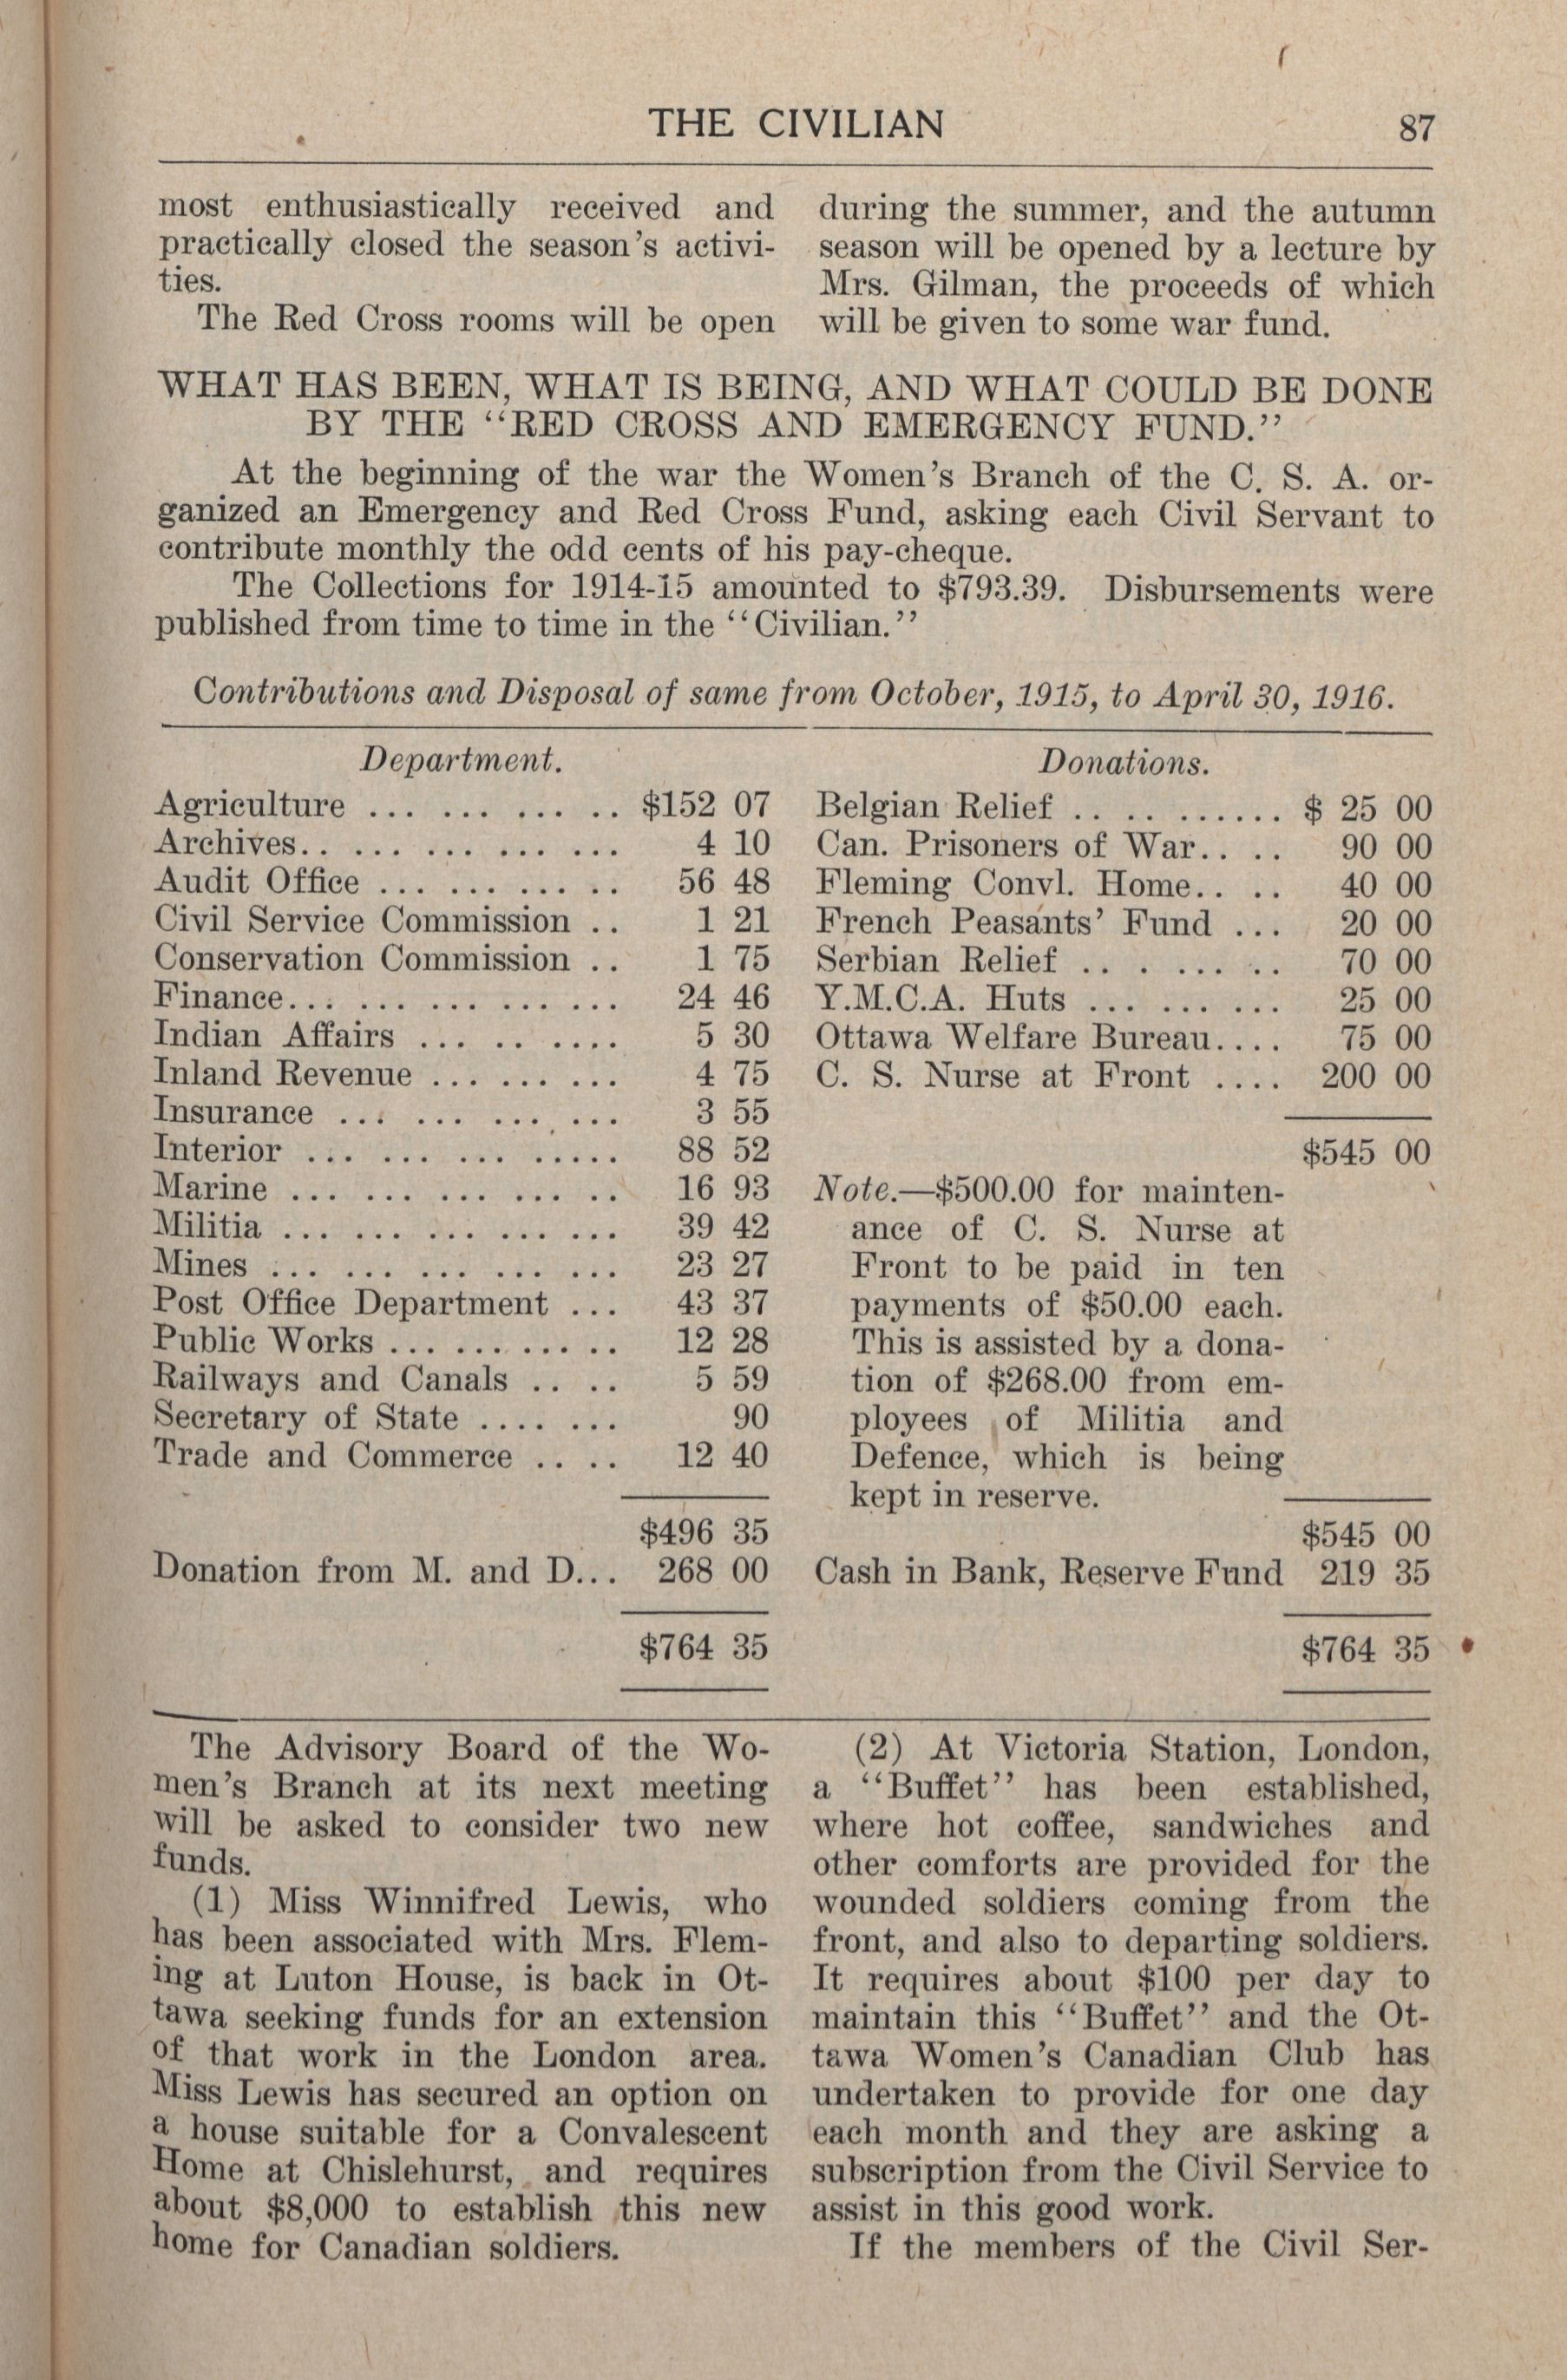 THE CIVILIAN
87
most enthusiastically received and
practically closed the season's activi-
ties.
The Red Cross rooms will be open
during the summer, and the autumn
season will be opened by a lecture by
Mrs. Gilman, the proceeds of which
will be given to some war fund.
WHAT HAS BEEN, WHAT IS BEING, AND WHAT COULD BE DONE
BY THE "RED CROSS AND EMERGENCY FUND."
At the beginning of the war the Women's Branch of the C. S. A. or-
ganized an Emergency and Red Cross Fund, asking each Civil Servant to
contribute monthly the odd cents of his pay-cheque.
The Collections for 1914-15 amounted to $793.39. Disbursements were
published from time to time in the "Civilian."
Contributions and Disposal of same from October, 1915, to April 30, 1916.
Department.
Agriculture ... ... ... .. $152 07
Archives.. ... ... ... ... 4 10
Audit Office ... ... ... .. 56 48
Civil Service Commission .. 1 21
Conservation Commission .. 1 75
Finance... ... ... ... ... 24 46
Indian Affairs ... .. .... 5 30
Inland Revenue ... ... ... 4 75
Insurance ... ... ... ... 3 55
Interior ... ... ... ..... 88 52
Marine ... ... ... ... .. 16 93
Militia ... ... ... ... ... 39 42
Mines ... ... ... ... ... 23 27
Post Office Department ... 43 37
Public Works ... ... ... .. 12 28
Railways and Canals .. .. 5 59
Secretary of State .... ... 90
Trade and Commerce .. .. 12 40
$496 35
Donation from M. and D... 268 00
$764 35
Donations.
Belgian Relief .. .. ...... $ 25 00
Can. Prisoners of War.. .. 90 00
Fleming Convl. Home.. .. 40 00
French Peasants' Fund ... 20 00
Serbian Relief .. . ... .. 70 00
Y.M.C.A. Huts ... ... ... 25 00
Ottawa Welfare Bureau.... 75 00
C. S. Nurse at Front .... 200 00
$545 00
Note.—$500.00 for mainten-
ance of C. S. Nurse at
Front to be paid in ten
payments of $50.00 each.
This is assisted by a dona-
tion of $268.00 from em-
ployees of Militia and
Defence, which is being
kept in reserve.
$545 00
Cash in Bank, Reserve Fund 219 35
$764 35
The Advisory Board of the Wo-
men's Branch at its next meeting
will be asked to consider two new
funds.
(1) Miss Winnifred Lewis, who
has been associated with Mrs. Flem-
ing at Luton House, is back in Ot-
tawa seeking funds for an extension
of that work in the London area.
Miss Lewis has secured an option on
a house suitable for a Convalescent
Home at Chislehurst, and requires
about $8,000 to establish this new
home for Canadian soldiers.
(2) At Victoria Station, London,
a "Buffet" has been established,
where hot coffee, sandwiches and
other comforts are provided for the
wounded soldiers coming from the
front, and also to departing soldiers.
It requires about $100 per day to
maintain this "Buffet" and the Ot-
tawa Women's Canadian Club has
undertaken to provide for one day
each month and they are asking a
subscription from the Civil Service to
assist in this good work.
If the members of the Civil Ser-